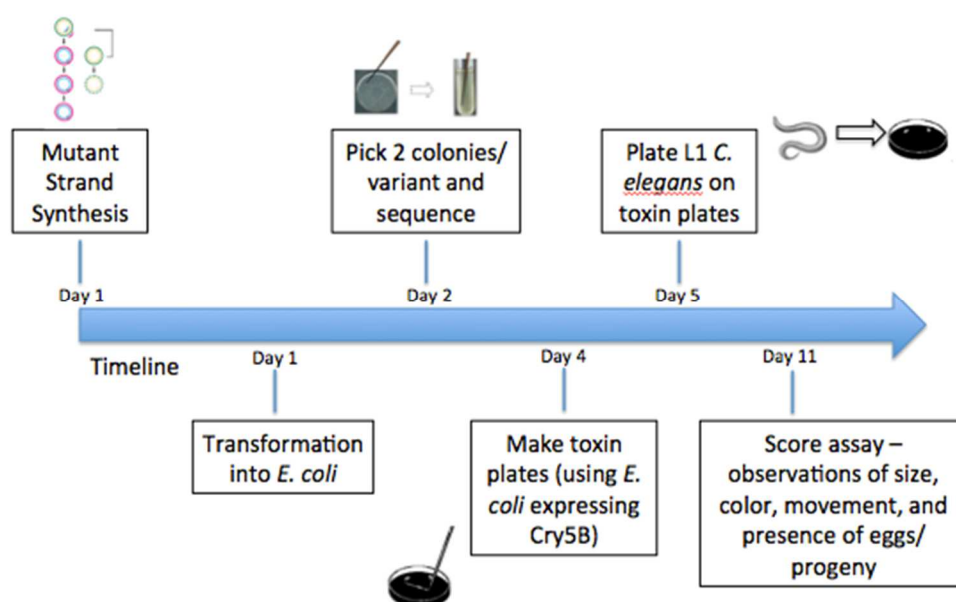 Mutant
Strand
Synthesis
Pick 2 colonies/
variant and
sequence
Plate L1 C.
elegans on
toxin plates
Day 1
Day 2
Day 5
Timeline
Day 1
Day 4
Day 11
Transformation
into E. coli
Make toxin
plates (using E.
coli expressing
Cry5B)
Score assay –
observations of size,
color, movement, and
presence of eggs/
progeny